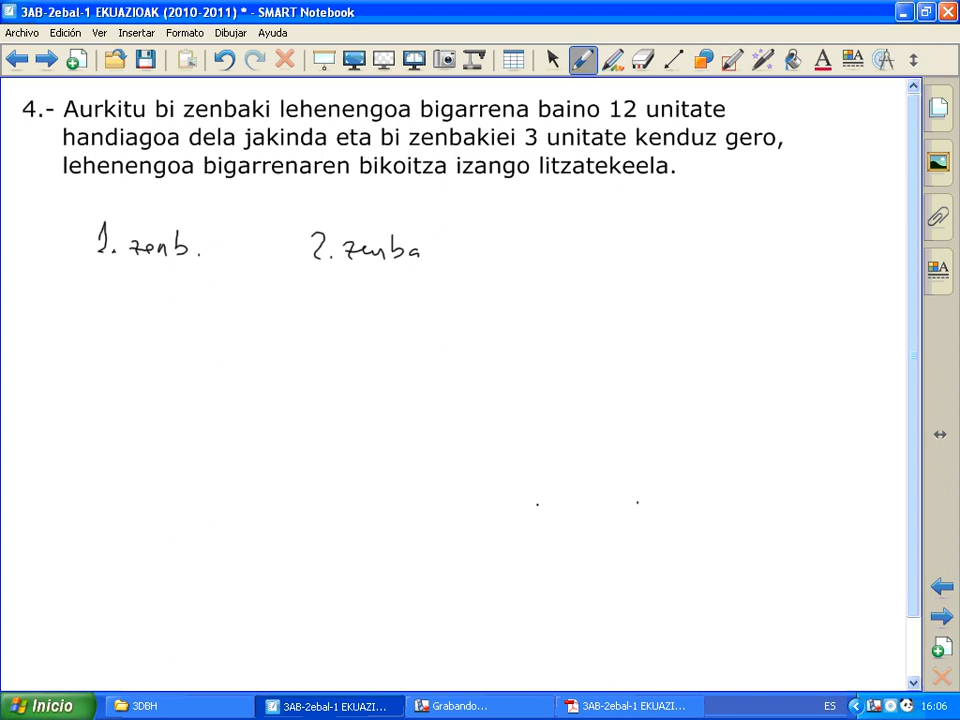 3AB-2ebal-1 EKUAZIOAK (2010-2011) * - SMART Notebook
Archivo Edición Ver Insertar Formato Dibujar Ayuda
4.- Aurkitu bi zenbaki lehenengoa bigarrena baino 12 unitate
handiagoa dela jakinda eta bi zenbakiei 3 unitate kenduz gero,
lehenengoa bigarrenaren bikoitza izango litzatekeela.
1. zenb. 2. zenba
Inicio 3DBH 3AB-2ebal-1 EKUAZI... Grabando... 3AB-2ebal-1 EKUAZI... ES 16:06